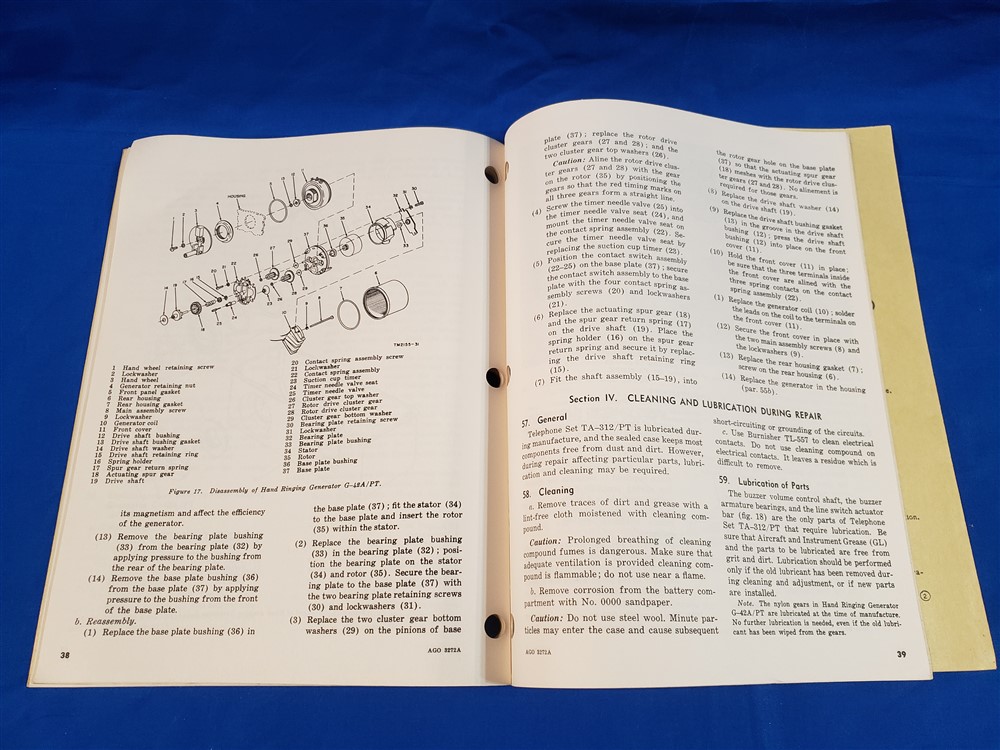 HOUSING
TM2155-31
1 Hand wheel retaining screw
2 Lockwasher
3 Hand wheel
4 Generator retaining nut
5 Front panel gasket
6 Rear housing
7 Rear housing gasket
8 Main assembly screw
9 Lockwasher
10 Generator coil
11 Front cover
12 Drive shaft bushing
13 Drive shaft bushing gasket
14 Drive shaft washer
15 Drive shaft retaining ring
16 Spring holder
17 Spur gear return spring
18 Actuating spur gear
19 Drive shaft
20 Contact spring assembly screw
21 Lockwasher
22 Contact spring assembly
23 Suction cup timer
24 Timer needle valve seat
25 Timer needle valve
26 Cluster gear top washer
27 Rotor drive cluster gear
28 Rotor drive cluster gear
29 Cluster gear bottom washer
30 Bearing plate retaining screw
31 Lockwasher
32 Bearing plate
33 Bearing plate bushing
34 Stator
35 Rotor
36 Base plate bushing
37 Base plate
Figure 17. Disassembly of Hand Ringing Generator G-42A/PT.
its magnetism and affect the efficiency
of the generator.
(13) Remove the bearing plate bushing
(33) from the bearing plate (32) by
applying pressure to the bushing from
the rear of the bearing plate.
(14) Remove the base plate bushing (36)
from the base plate (37) by applying
pressure to the bushing from the front
of the base plate.
b. Reassembly.
(1) Replace the base plate bushing (36) in
the base plate (37) ; fit the stator (34)
to the base plate and insert the rotor
(35) within the stator.
(2) Replace the bearing plate bushing
(33) in the bearing plate (32) ; posi-
tion the bearing plate on the stator
(34) and rotor (35). Secure the bear-
ing plate to the base plate (37) with
the two bearing plate retaining screws
(30) and lockwashers (31).
(3) Replace the two cluster gear bottom
washers (29) on the pinions of base
38
AGO 3272A
plate (37) ; replace the rotor drive
cluster gears (27 and 28) ; and the
two cluster gear top washers (26).
Caution: Aline the rotor drive clus-
ter gears (27 and 28) with the gear
on the rotor (35) by positioning the
gears so that the red timing marks on
all three gears form a straight line.
(4) Screw the timer needle valve (25) into
the timer needle valve seat (24), and
mount the timer needle valve seat on
the contact spring assembly (22). Se-
cure the timer needle valve seat by
replacing the suction cup timer (23).
(5) Position the contact switch assembly
(22–25) on the base plate (37) ; secure
the contact switch assembly to the base
plate with the four contact spring as-
sembly screws (20) and lockwashers
(21).
(6) Replace the actuating spur gear (18)
and the spur gear return spring (17)
on the drive shaft (19). Place the
spring holder (16) on the spur gear
return spring and secure it by replac-
ing the drive shaft retaining ring
(15).
(7) Fit the shaft assembly (15–19), into
the rotor gear hole on the base plate
(37) so that the actuating spur gear
(18) meshes with the rotor drive clus-
ter gears (27 and 28). No alinement is
required for those gears.
(8) Replace the drive shaft washer (14)
on the drive shaft (19).
(9) Replace the drive shaft bushing gasket
(13) in the groove in the drive shaft
bushing (12) ; press the drive shaft
bushing (12) into place on the front
cover (11).
(10) Hold the front cover (11) in place;
be sure that the three terminals inside
the front cover are alined with the
three spring contacts on the contact
spring assembly (22).
(1) Replace the generator coil (10) ; solder
the leads on the coil to the terminals on
the front cover (11).
(12) Secure the front cover in place with
the two main assembly screws (8) and
the lockwashers (9).
(13) Replace the rear housing gasket (7) ;
screw on the rear housing (6).
(14) Replace the generator in the housing
(par. 55b).
Section IV. CLEANING AND LUBRICATION DURING REPAIR
57. General
Telephone Set TA–312/PT is lubricated dur-
ing manufacture, and the sealed case keeps most
components free from dust and dirt. However,
during repair affecting particular parts, lubri-
cation and cleaning may be required.
58. Cleaning
a. Remove traces of dirt and grease with a
lint-free cloth moistened with cleaning com-
pound.
Caution: Prolonged breathing of cleaning
compound fumes is dangerous. Make sure that
adequate ventilation is provided cleaning com-
pound is flammable; do not use near a flame.
b. Remove corrosion from the battery com-
partment with No. 0000 sandpaper.
Caution: Do not use steel wool. Minute par-
ticles may enter the case and cause subsequent
short-circuiting or grounding of the circuits.
c. Use Burnisher TL–557 to clean electrical
contacts. Do not use cleaning compound on
electrical contacts. It leaves a residue which is
difficult to remove.
59. Lubrication of Parts
The buzzer volume control shaft, the buzzer
armature bearings, and the line switch actuator
bar (fig. 18) are the only parts of Telephone
Set TA–312/PT that require lubrication. Be
sure that Aircraft and Instrument Grease (GL)
and the parts to be lubricated are free from
grit and dirt. Lubrication should be performed
only if the old lubricant has been removed dur-
ing cleaning and adjustment, or if new parts
are installed.
Note. The nylon gears in Hand Ringing Generator
G–42A/PT are lubricated at the time of manufacture.
No further lubrication is needed, even if the old lubri-
cant has been wiped from the gears.
AGO 3272A
39